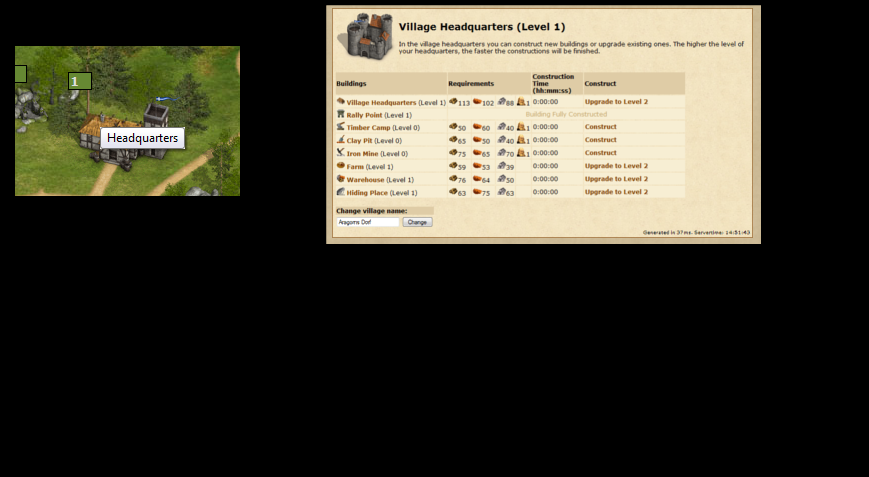 1
Headquarters
Village Headquarters (Level 1)
In the village headquarters you can construct new buildings or upgrade existing ones. The higher the level of
your headquarters, the faster the constructions will be finished.
Buildings Requirements Construction Time (hh:mm:ss) Construct
Village Headquarters (Level 1) 113 102 88 1 0:00:00 Upgrade to Level 2
Rally Point (Level 1) Building Fully Constructed
Timber Camp (Level 0) 50 60 40 1 0:00:00 Construct
Clay Pit (Level 0) 65 50 40 1 0:00:00 Construct
Iron Mine (Level 0) 75 65 70 1 0:00:00 Construct
Farm (Level 1) 59 53 39 0:00:00 Upgrade to Level 2
Warehouse (Level 1) 76 64 50 0:00:00 Upgrade to Level 2
Hiding Place (Level 1) 63 75 63 0:00:00 Upgrade to Level 2
Change village name:
Aragorns Dorf Change
Generated in 37ms. Servertime: 14:51:43